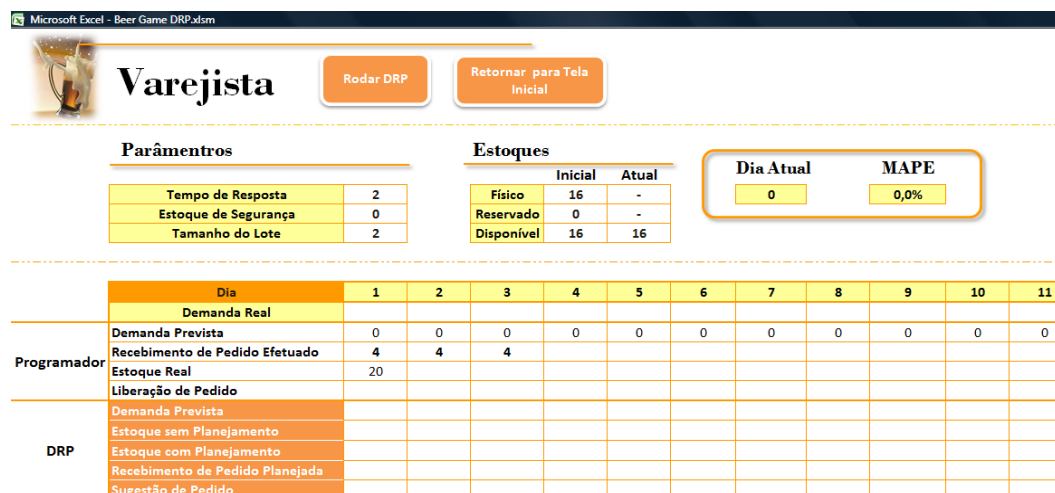 Microsoft Excel - Beer Game DRP.xlsm
Varejista
Rodar DRP
Retornar para Tela
Inicial
Parâmentros
Tempo de Resposta 2
Estoque de Segurança 0
Tamanho do Lote 2
Estoques
Inicial Atual
Físico 16 -
Reservado 0 -
Disponível 16 16
Dia Atual MAPE
0 0,0%
Dia 1 2 3 4 5 6 7 8 9 10 11
Demanda Real
Programador
Demanda Prevista 0 0 0 0 0 0 0 0 0 0 0
Recebimento de Pedido Efetuado 4 4 4
Estoque Real 20
Liberação de Pedido
DRP
Demanda Prevista
Estoque sem Planejamento
Estoque com Planejamento
Recebimento de Pedido Planejada
Sugestão de Pedido